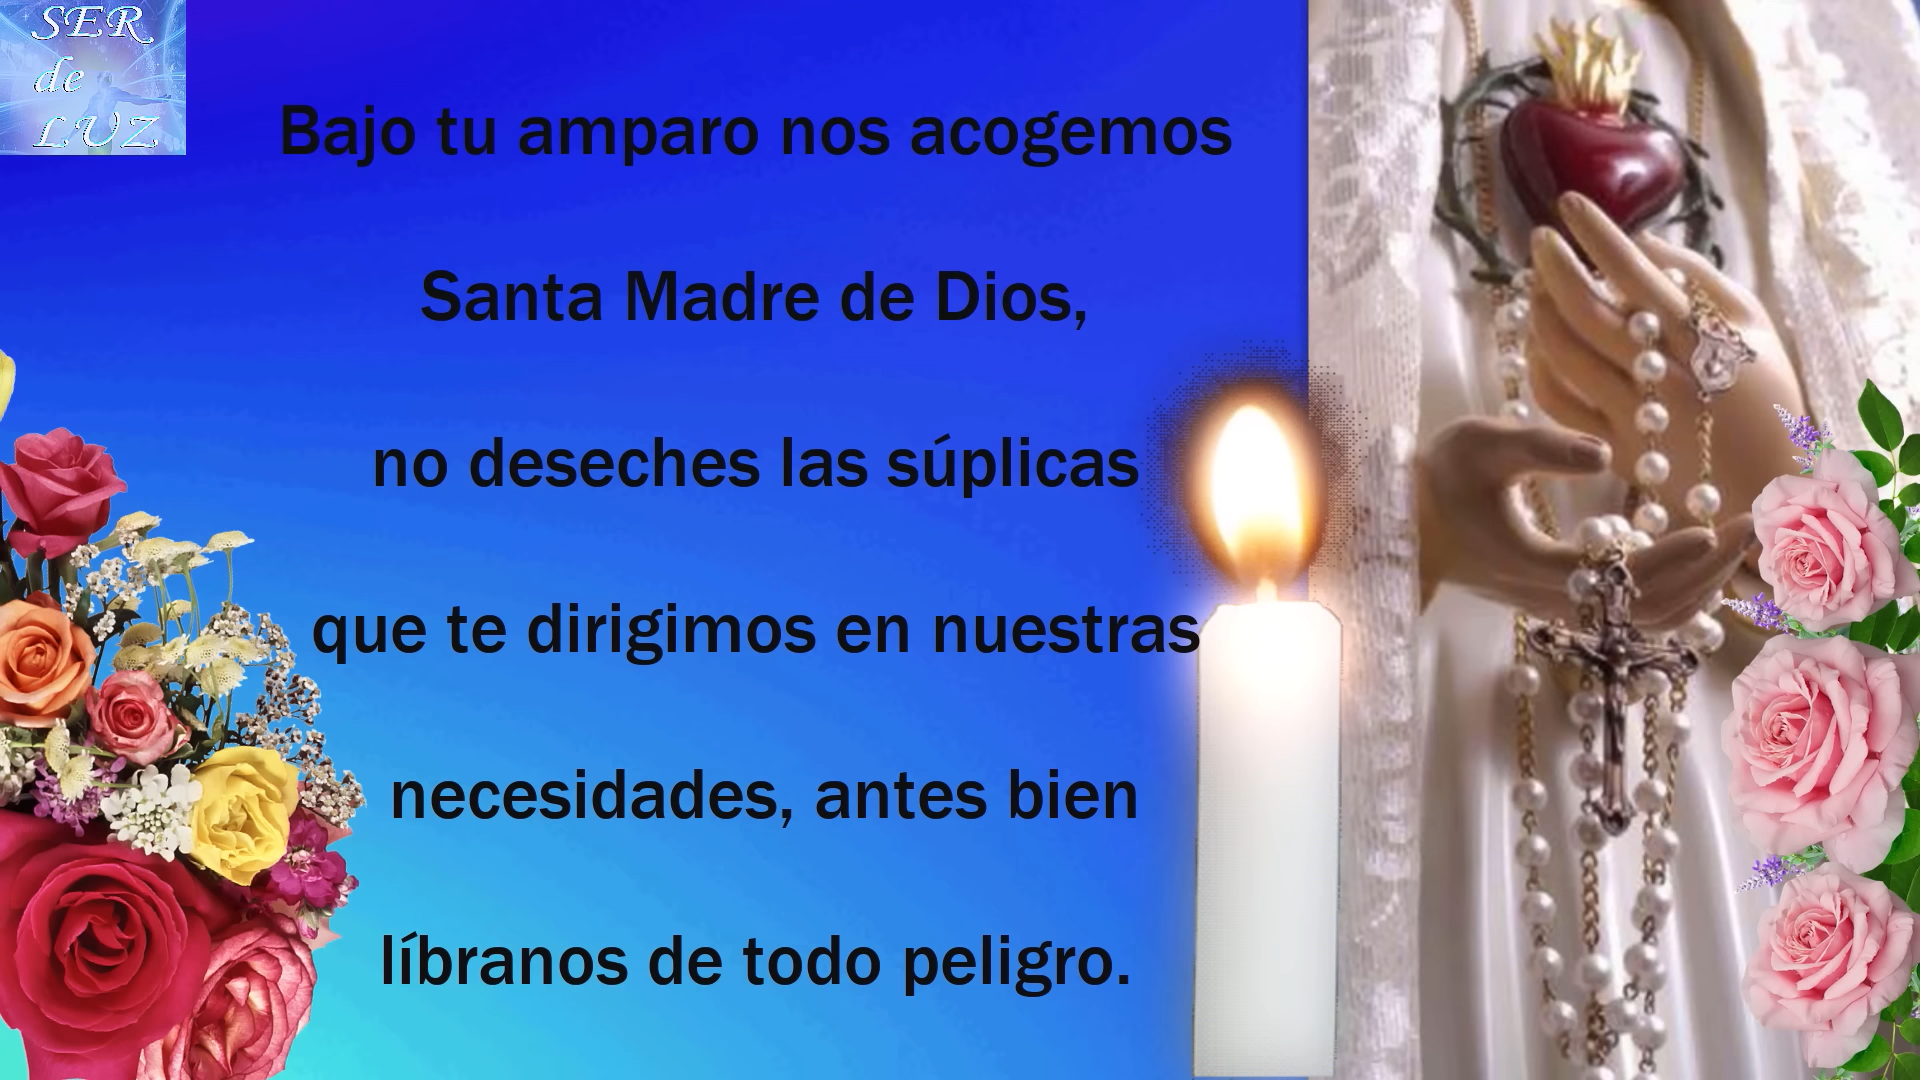 SER
de
LUZ
Bajo tu amparo nos acogemos
Santa Madre de Dios,
no deseches las súplicas
que te dirigimos en nuestras
necesidades, antes bien
líbranos de todo peligro.